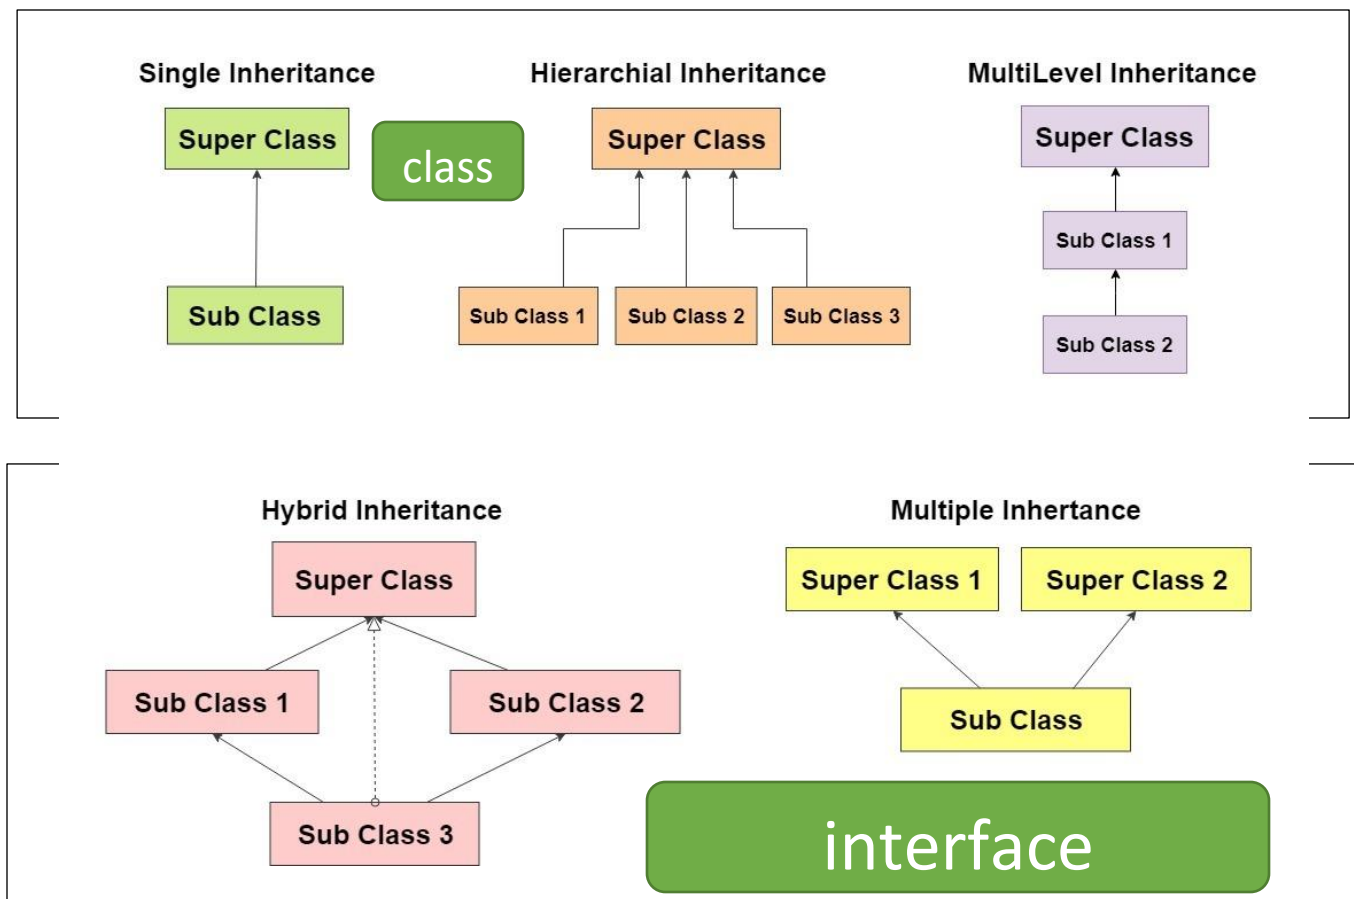 Single Inheritance
Hierarchial Inheritance
MultiLevel Inheritance
Super Class
class
Super Class
Super Class
Sub Class 1
Sub Class
Sub Class 1
Sub Class 2
Sub Class 3
Sub Class 2
Hybrid Inheritance
Multiple Inhertance
Super Class
Super Class 1
Super Class 2
Sub Class 1
Sub Class 2
Sub Class
Sub Class 3
interface